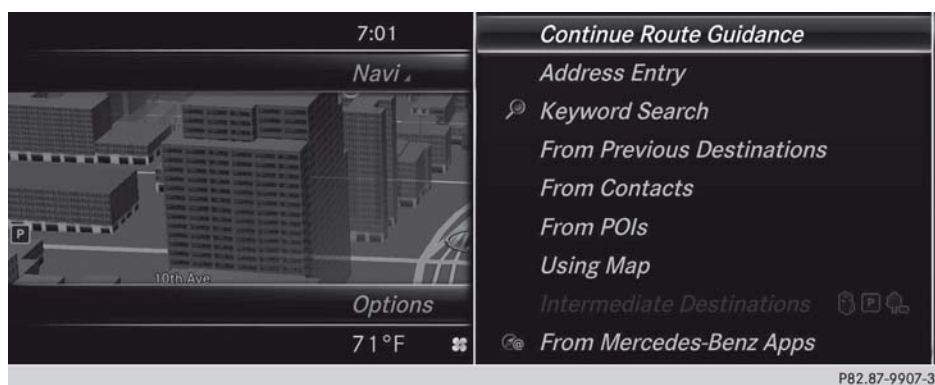 7:01
Navi
P
10th Ave
Options
71°F
Continue Route Guidance
Address Entry
Keyword Search
From Previous Destinations
From Contacts
From POIs
Using Map
Intermediate Destinations P
@ From Mercedes-Benz Apps
P82.87-9907-31